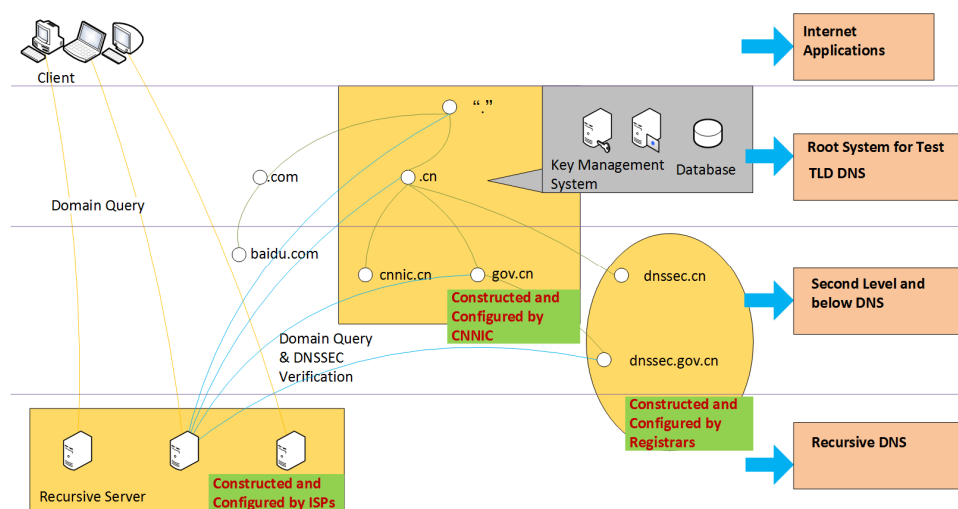 Client
Internet
Applications
“.”
Key Management
System
Database
Root System for Test
TLD DNS
.com
.cn
Domain Query
baidu.com
cnnic.cn
gov.cn
dnssec.cn
Second Level and
below DNS
Constructed and
Configured by
CNNIC
Domain Query
& DNSSEC
Verification
dnssec.gov.cn
Constructed and
Configured by
Registrars
Recursive DNS
Recursive Server
Constructed and
Configured by ISPs